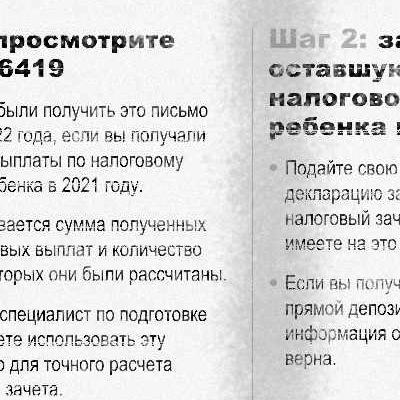 просмотрите
6419
были получить это письмо
22 года, если вы получали
ыплаты по налоговому
бенка в 2021 году.
вается сумма полученных
вых выплат и количество
торых они были рассчитаны.
специалист по подготовке
ете использовать эту
о для точного расчета
зачета.
Шаг 2: за
оставшую
налогово
ребенка
• Подайте свою
декларацию за
налоговый зач
имеете на это
• Если вы получ
прямой депози
информация о
верна.